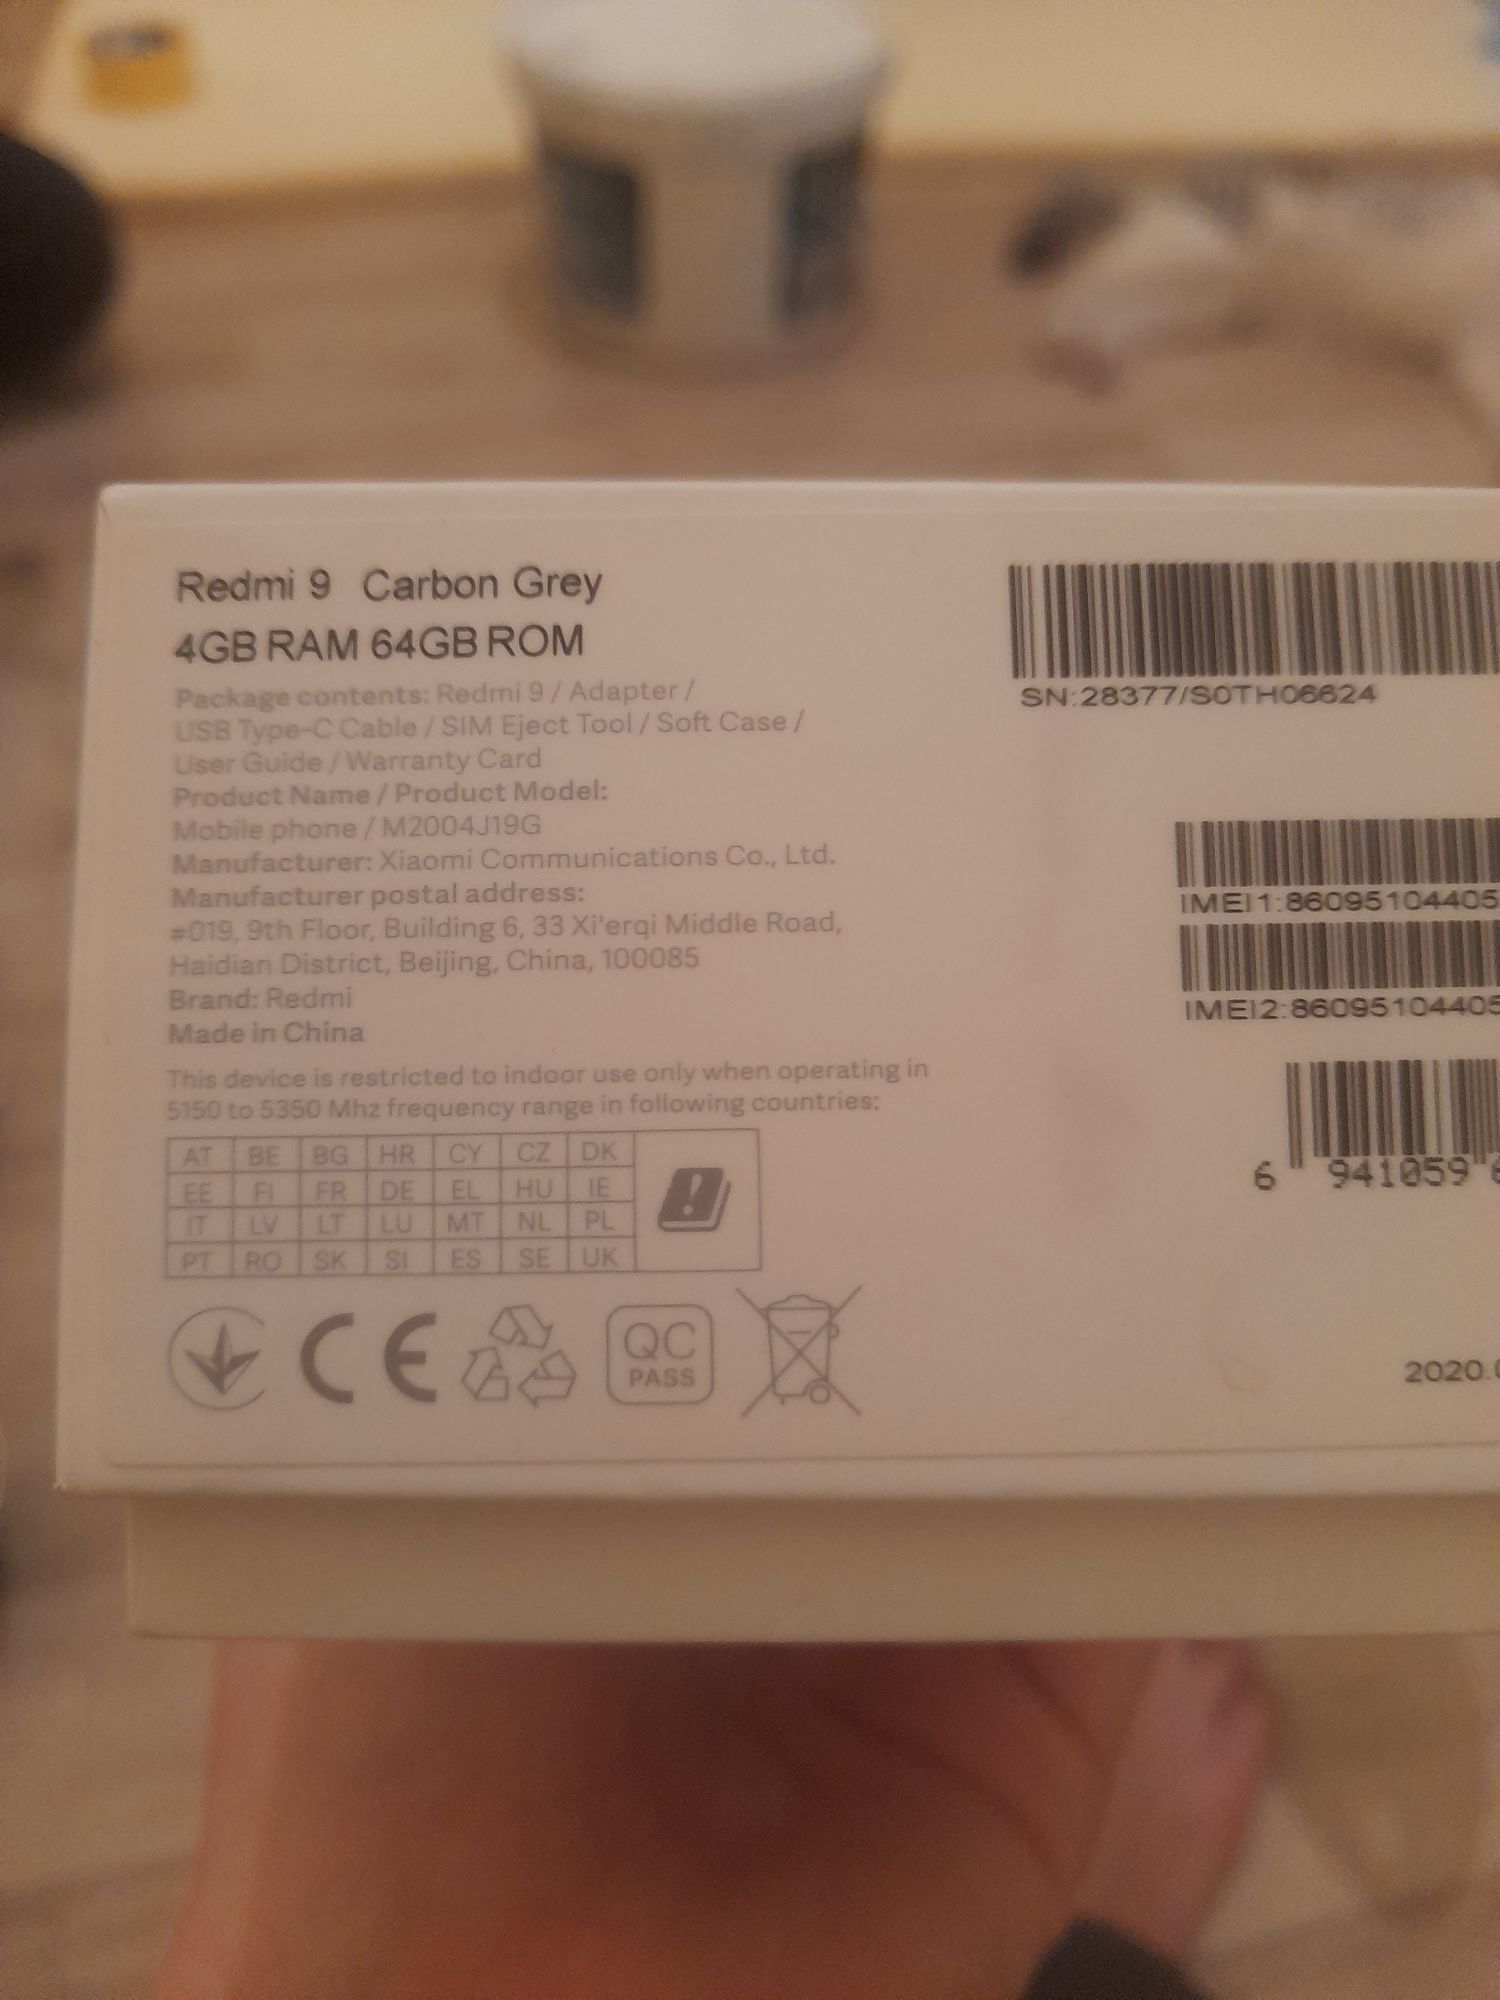 Redmi 9 Carbon Grey
4GB RAM 64GB ROM
Package contents: Redmi 9 / Adapter /
USB Type-C Cable / SIM Eject Tool / Soft Case /
User Guide / Warranty Card
Product Name / Product Model:
Mobile phone / M2004J19G
Manufacturer: Xiaomi Communications Co., Ltd.
Manufacturer postal address:
#019, 9th Floor, Building 6, 33 Xi'erqi Middle Road,
Haidian District, Beijing, China, 100085
Brand: Redmi
Made in China
This device is restricted to indoor use only when operating in
5150 to 5350 Mhz frequency range in following countries:
AT BE BG HR CY CZ DK
EE FI FR DE EL HU IE
IT LV LT LU MT NL PL
PT RO SK SI ES SE UK
CE
QC
PASS
SN:28377/S0TH06624
IMEI1:86095104405
IMEI2:86095104405
6 941059
2020.